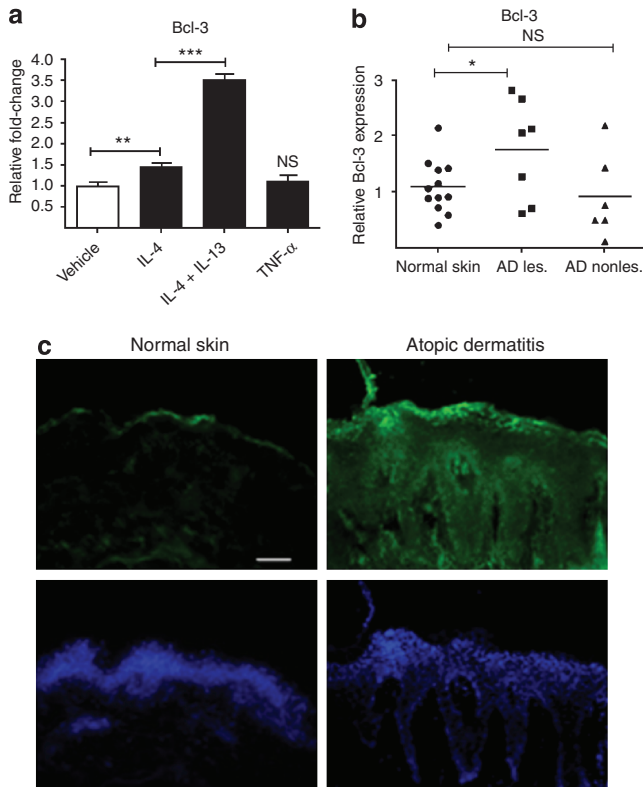 a
Bcl-3
Relative fold-change
4.0
3.5
3.0
2.5
2.0
1.5
1.0
0.5
**
***
NS
Vehicle
IL-4
IL-4 + IL-13
TNF-α
b
Bcl-3
NS
*
Relative Bcl-3 expression
3
2
1
0
Normal skin
AD les.
AD nonles.
c
Normal skin
Atopic dermatitis